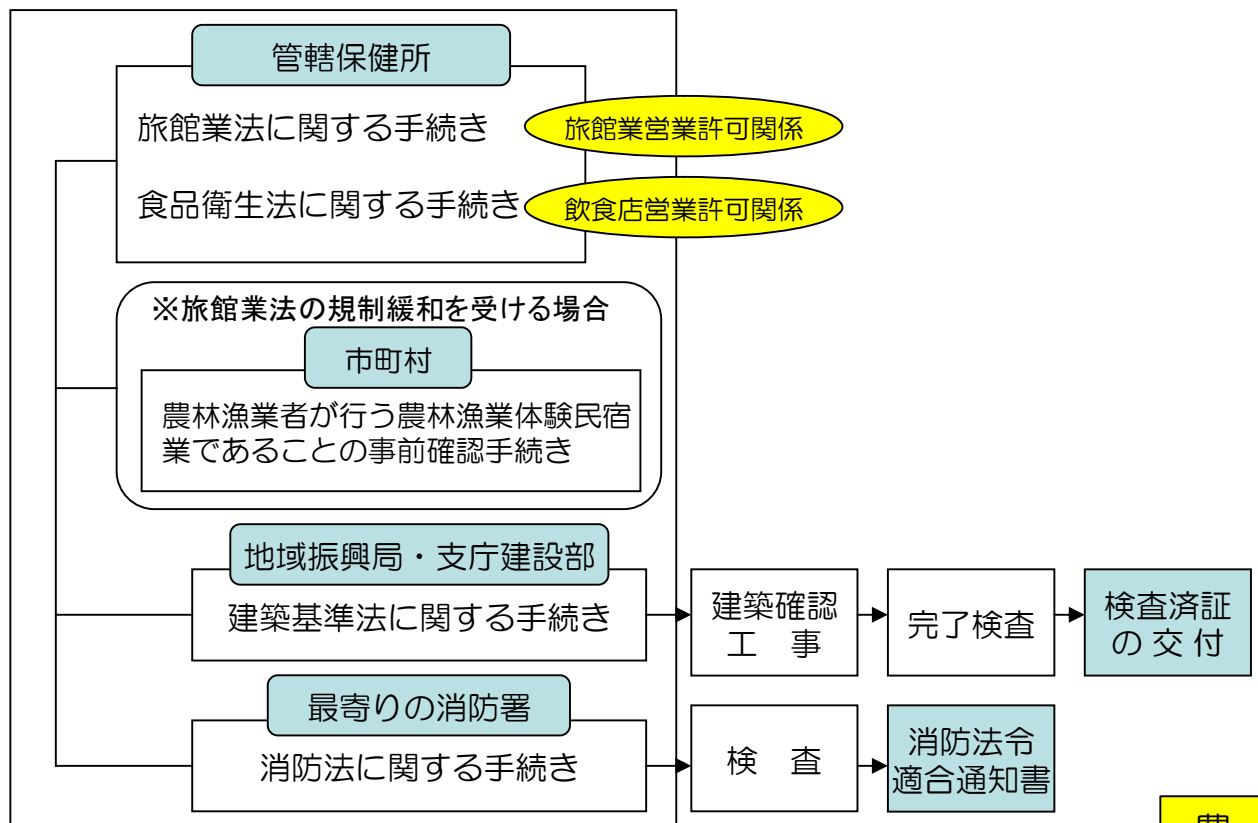 管轄保健所
旅館業法に関する手続き
旅館業営業許可関係
食品衛生法に関する手続き
飲食店営業許可関係
※旅館業法の規制緩和を受ける場合
市町村
農林漁業者が行う農林漁業体験民宿
業であることの事前確認手続き
地域振興局・支庁建設部
建築基準法に関する手続き
建築確認
工　事
完了検査
検査済証
の 交 付
最寄りの消防署
消防法に関する手続き
検　査
消防法令
適合通知書